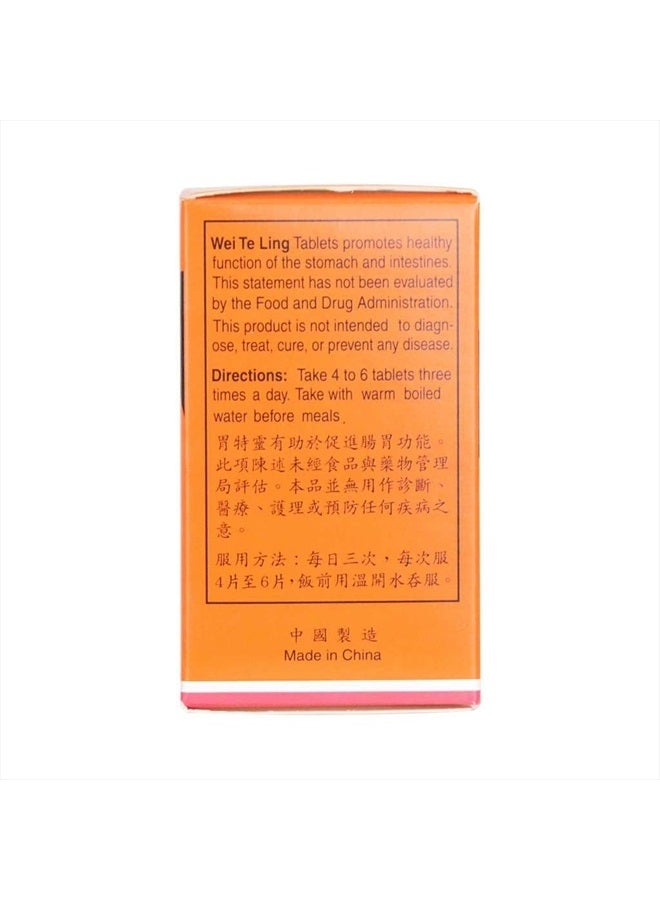 Wei Te Ling Tablets promotes healthy
function of the stomach and intestines.
This statement has not been evaluated
by the Food and Drug Administration.
This product is not intended to diagn-
ose, treat, cure, or prevent any disease.
Directions: Take 4 to 6 tablets three
times a day. Take with warm boiled
water before meals.
胃特靈有助於促進腸胃功能。
此項陳述未經食品與藥物管理
局評估。本品並無用作診斷、
醫療、護理或預防任何疾病之
意。
服用方法：每日三次，每次服
4片至6片，飯前用溫開水吞服。
中國製造
Made in China